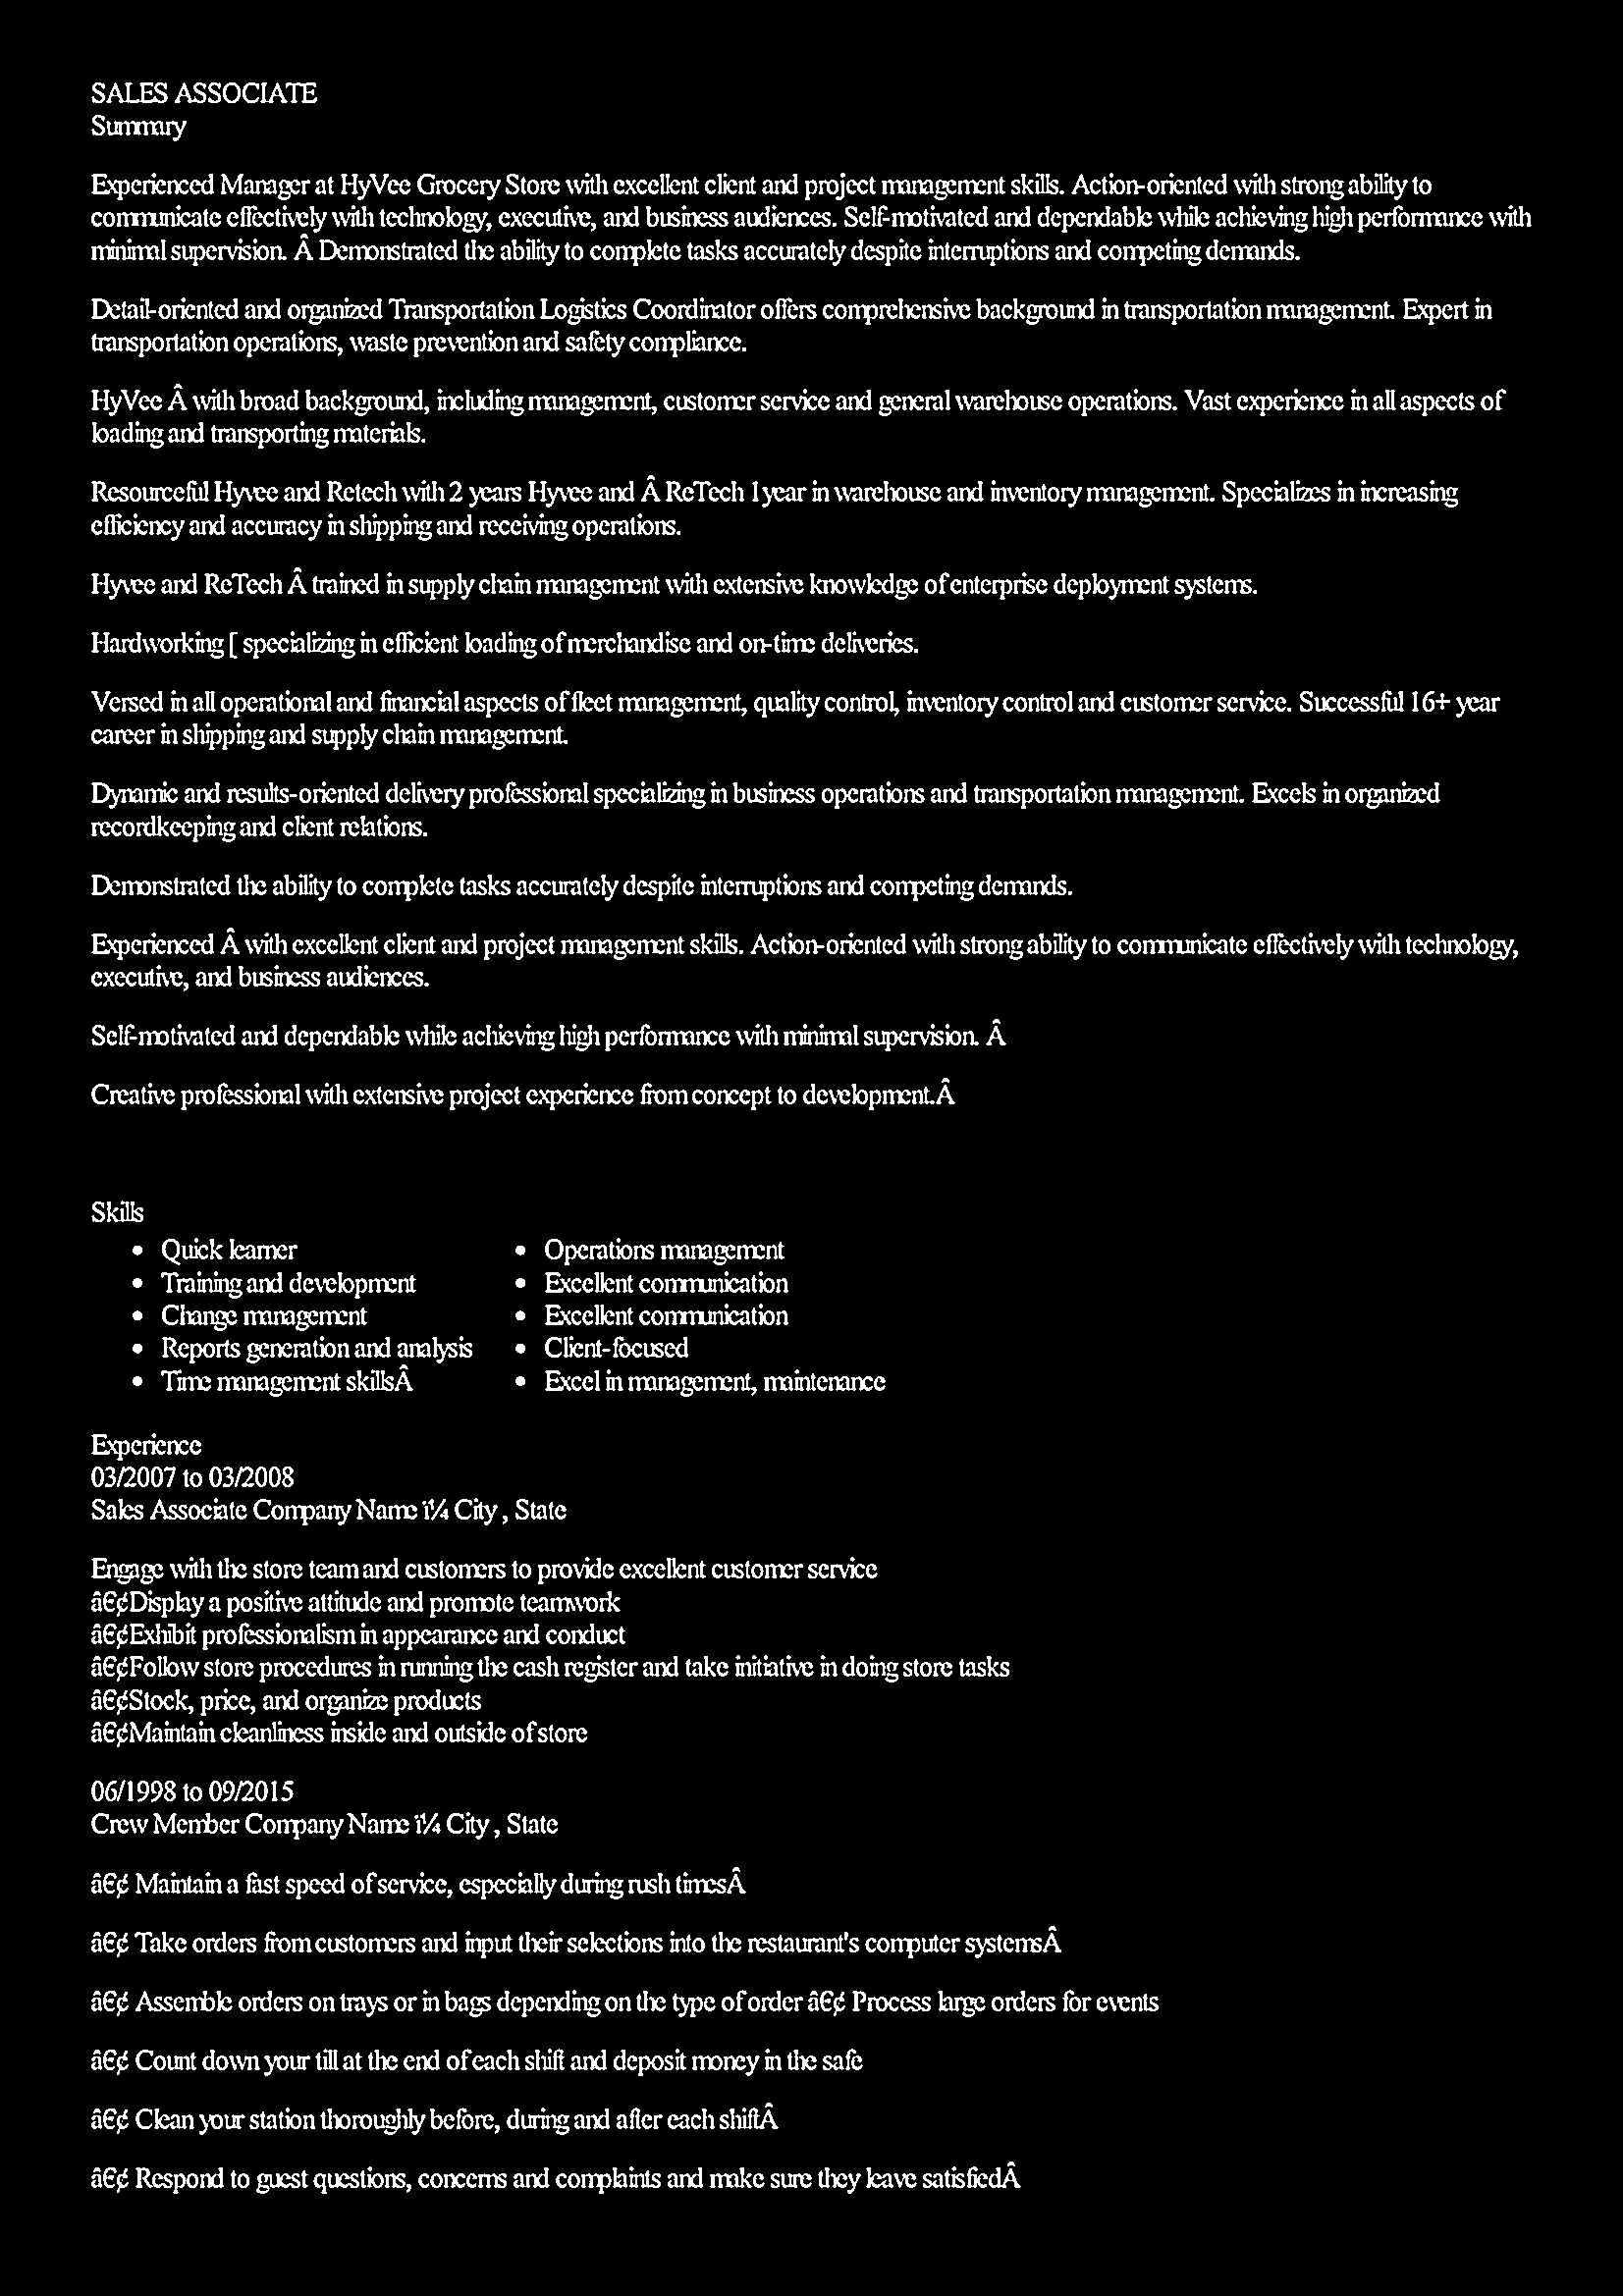 SALES ASSOCIATE
Summary
Experienced Manager at HyVee Grocery Store with excellent client and project management skills. Action-oriented with strong ability to
communicate effectively with technology, executive, and business audiences. Self-motivated and dependable while achieving high performance with
minimal supervision. Â Demonstrated the ability to complete tasks accurately despite interruptions and competing demands.
Detail-oriented and organized Transportation Logistics Coordinator offers comprehensive background in transportation management. Expert in
transportation operations, waste prevention and safety compliance.
HyVee Â with broad background, including management, customer service and general warehouse operations. Vast experience in all aspects of
loading and transporting materials.
Resourceful Hyvee and Retech with 2 years Hyvee and Â ReTech 1year in warehouse and inventory management. Specializes in increasing
efficiency and accuracy in shipping and receiving operations.
Hyvee and ReTech Â trained in supply chain management with extensive knowledge of enterprise deployment systems.
Hardworking [ specializing in efficient loading of merchandise and on-time deliveries.
Versed in all operational and financial aspects of fleet management, quality control, inventory control and customer service. Successful 16+ year
career in shipping and supply chain management.
Dynamic and results-oriented delivery professional specializing in business operations and transportation management. Excels in organized
recordkeeping and client relations.
Demonstrated the ability to complete tasks accurately despite interruptions and competing demands.
Experienced Â with excellent client and project management skills. Action-oriented with strong ability to communicate effectively with technology,
executive, and business audiences.
Self-motivated and dependable while achieving high performance with minimal supervision. Â
Creative professional with extensive project experience from concept to development.Â
Skills
• Quick learner
• Training and development
• Change management
• Reports generation and analysis
• Time management skillsÂ
• Operations management
• Excellent communication
• Excellent communication
• Client-focused
• Excel in management, maintenance
Experience
03/2007 to 03/2008
Sales Associate Company Name ï¼ City , State
Engage with the store team and customers to provide excellent customer service
â€¢Display a positive attitude and promote teamwork
â€¢Exhibit professionalism in appearance and conduct
â€¢Follow store procedures in running the cash register and take initiative in doing store tasks
â€¢Stock, price, and organize products
â€¢Maintain cleanliness inside and outside of store
06/1998 to 09/2015
Crew Member Company Name ï¼ City , State
â€¢ Maintain a fast speed of service, especially during rush timesÂ
â€¢ Take orders from customers and input their selections into the restaurant's computer systemsÂ
â€¢ Assemble orders on trays or in bags depending on the type of order â€¢ Process large orders for events
â€¢ Count down your till at the end of each shift and deposit money in the safe
â€¢ Clean your station thoroughly before, during and after each shiftÂ
â€¢ Respond to guest questions, concerns and complaints and make sure they leave satisfiedÂ